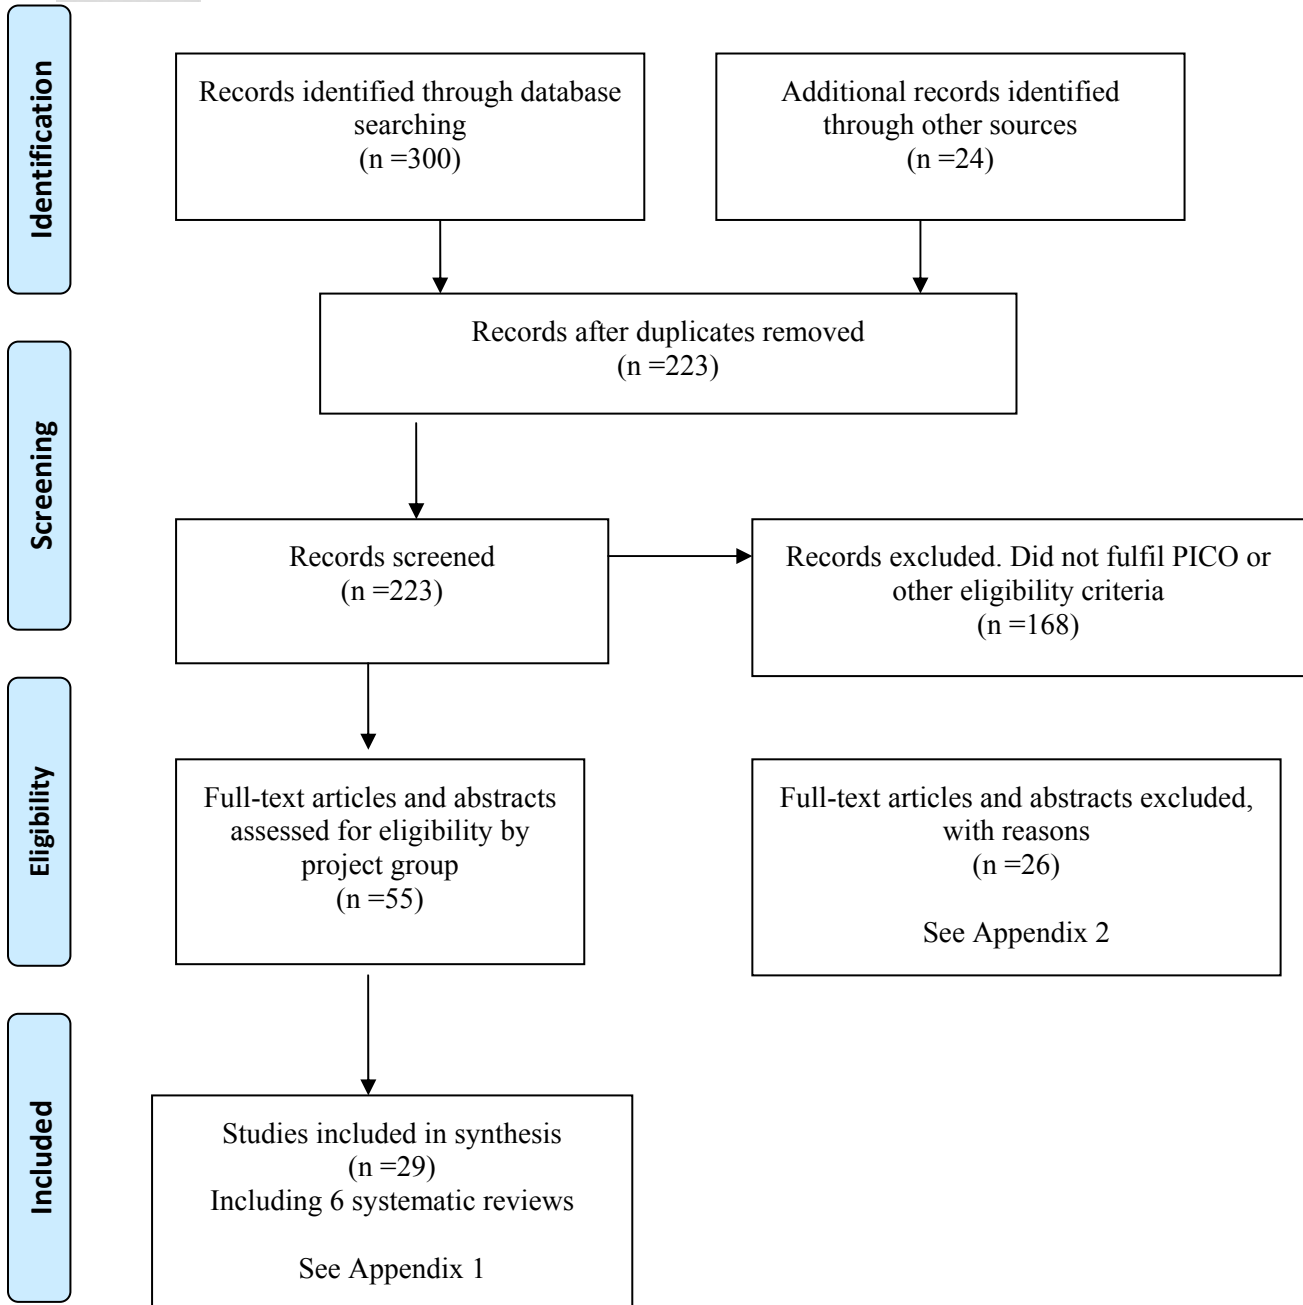 Identification
Records identified through database
searching
(n =300)
Additional records identified
through other sources
(n =24)
Records after duplicates removed
(n =223)
Screening
Records screened
(n =223)
Records excluded. Did not fulfil PICO or
other eligibility criteria
(n =168)
Eligibility
Full-text articles and abstracts
assessed for eligibility by
project group
(n =55)
Full-text articles and abstracts excluded,
with reasons
(n =26)
See Appendix 2
Included
Studies included in synthesis
(n =29)
Including 6 systematic reviews
See Appendix 1